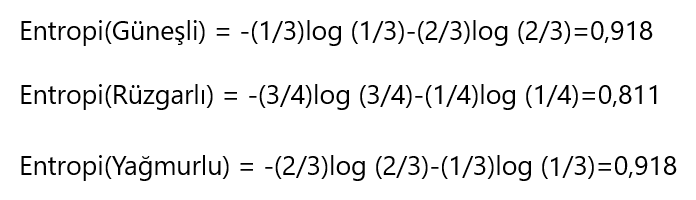 Entropi(Güneşli) = -(1/3)log (1/3)-(2/3)log (2/3)=0,918
Entropi(Rüzgarlı) = -(3/4)log (3/4)-(1/4)log (1/4)=0,811
Entropi(Yağmurlu) = -(2/3)log (2/3)-(1/3)log (1/3)=0,918